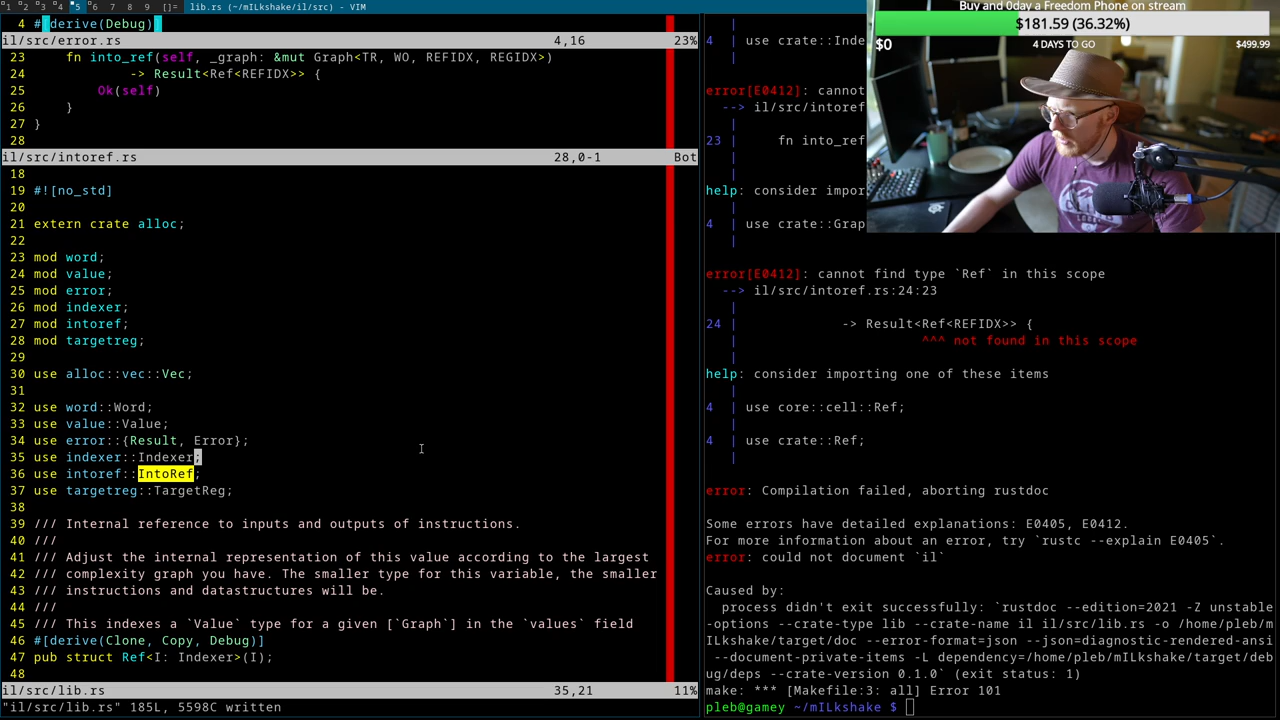 1 2 3 4 5 6 7 8 9 []= lib.rs (~/mILkshake/il/src) - VIM
4 #[derive(Debug)]
il/src/error.rs 4,16 23%
23 fn into_ref(self, _graph: &mut Graph<TR, WO, REFIDX, REGIDX>)
24 -> Result<Ref<REFIDX>> {
25 Ok(self)
26 }
27 }
28
il/src/intoref.rs 28,0-1 Bot
18
19 #![no_std]
20
21 extern crate alloc;
22
23 mod word;
24 mod value;
25 mod error;
26 mod indexer;
27 mod intoref;
28 mod targetreg;
29
30 use alloc::vec::Vec;
31
32 use word::Word;
33 use value::Value;
34 use error::{Result, Error};
35 use indexer::Indexer;
36 use intoref::IntoRef;
37 use targetreg::TargetReg;
38
39 /// Internal reference to inputs and outputs of instructions.
40 ///
41 /// Adjust the internal representation of this value according to the largest
42 /// complexity graph you have. The smaller type for this variable, the smaller
43 /// instructions and datastructures will be.
44 ///
45 /// This indexes a `Value` type for a given [`Graph`] in the `values` field
46 #[derive(Clone, Copy, Debug)]
47 pub struct Ref<I: Indexer>(I);
48
il/src/lib.rs 35,21 11%
"il/src/lib.rs" 185L, 5598C written
|
4 | use crate::Inde
|
error[E0412]: cannot
--> il/src/intoref
|
23 | fn into_ref
|
help: consider impor
|
4 | use crate::Grap
|
error[E0412]: cannot find type `Ref` in this scope
--> il/src/intoref.rs:24:23
|
24 | -> Result<Ref<REFIDX>> {
| ^^^ not found in this scope
|
help: consider importing one of these items
|
4 | use core::cell::Ref;
|
4 | use crate::Ref;
|
error: Compilation failed, aborting rustdoc
Some errors have detailed explanations: E0405, E0412.
For more information about an error, try `rustc --explain E0405`.
error: could not document `il`
Caused by:
process didn't exit successfully: `rustdoc --edition=2021 -Z unstable
-options --crate-type lib --crate-name il il/src/lib.rs -o /home/pleb/m
ILkshake/target/doc --error-format=json --json=diagnostic-rendered-ansi
--document-private-items -L dependency=/home/pleb/mILkshake/target/deb
ug/deps --crate-version 0.1.0` (exit status: 1)
make: *** [Makefile:3: all] Error 101
pleb@gamey ~/mILkshake $
Buy and 0day a Freedom Phone on stream
$181.59 (36.32%)
$0 4 DAYS TO GO $499.99